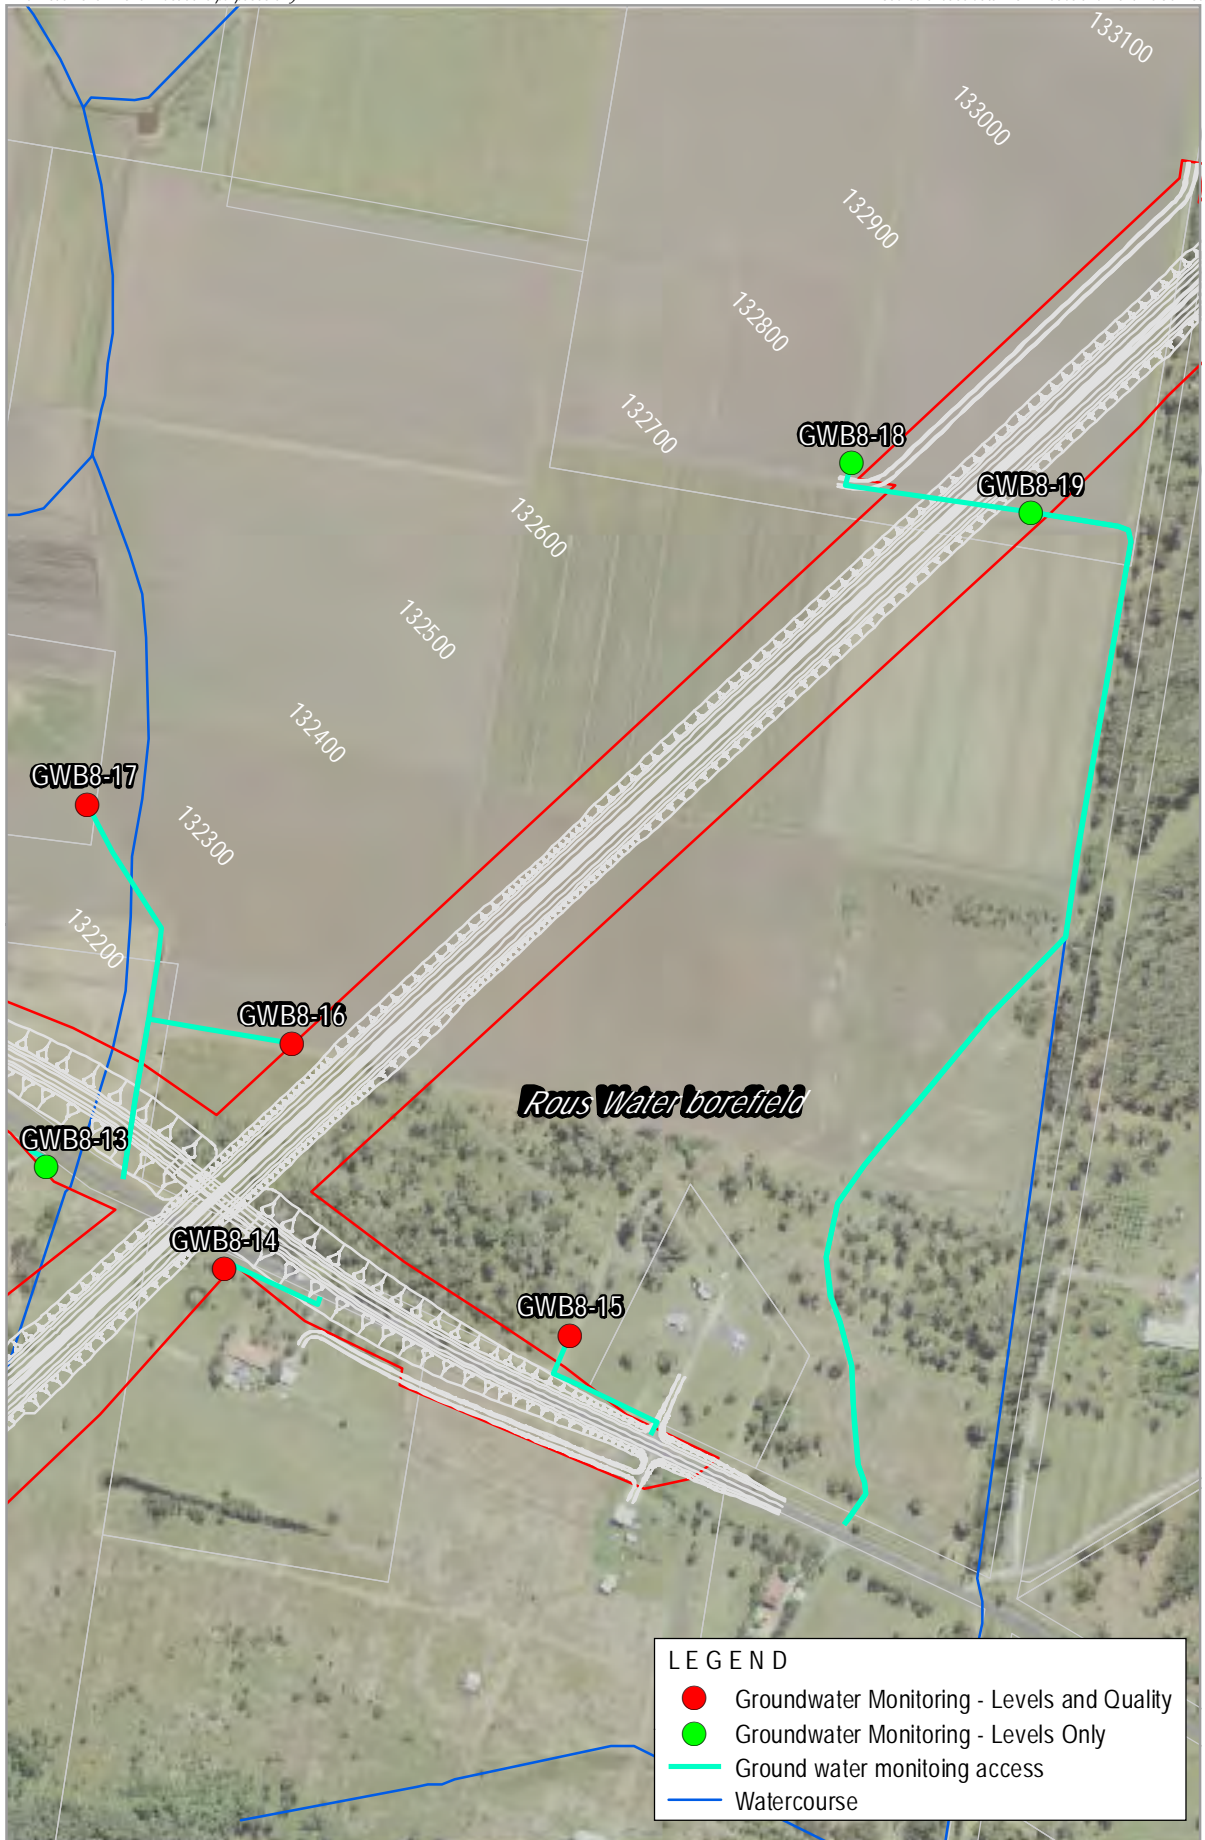 133100
133000
132900
132800
132700
GWB8-18
GWB8-19
132600
132500
132400
GWB8-17
132300
132200
GWB8-16
Rous Water borefield
GWB8-13
GWB8-14
GWB8-15
LEGEND
Groundwater Monitoring - Levels and Quality
Groundwater Monitoring - Levels Only
Ground water monitoing access
Watercourse